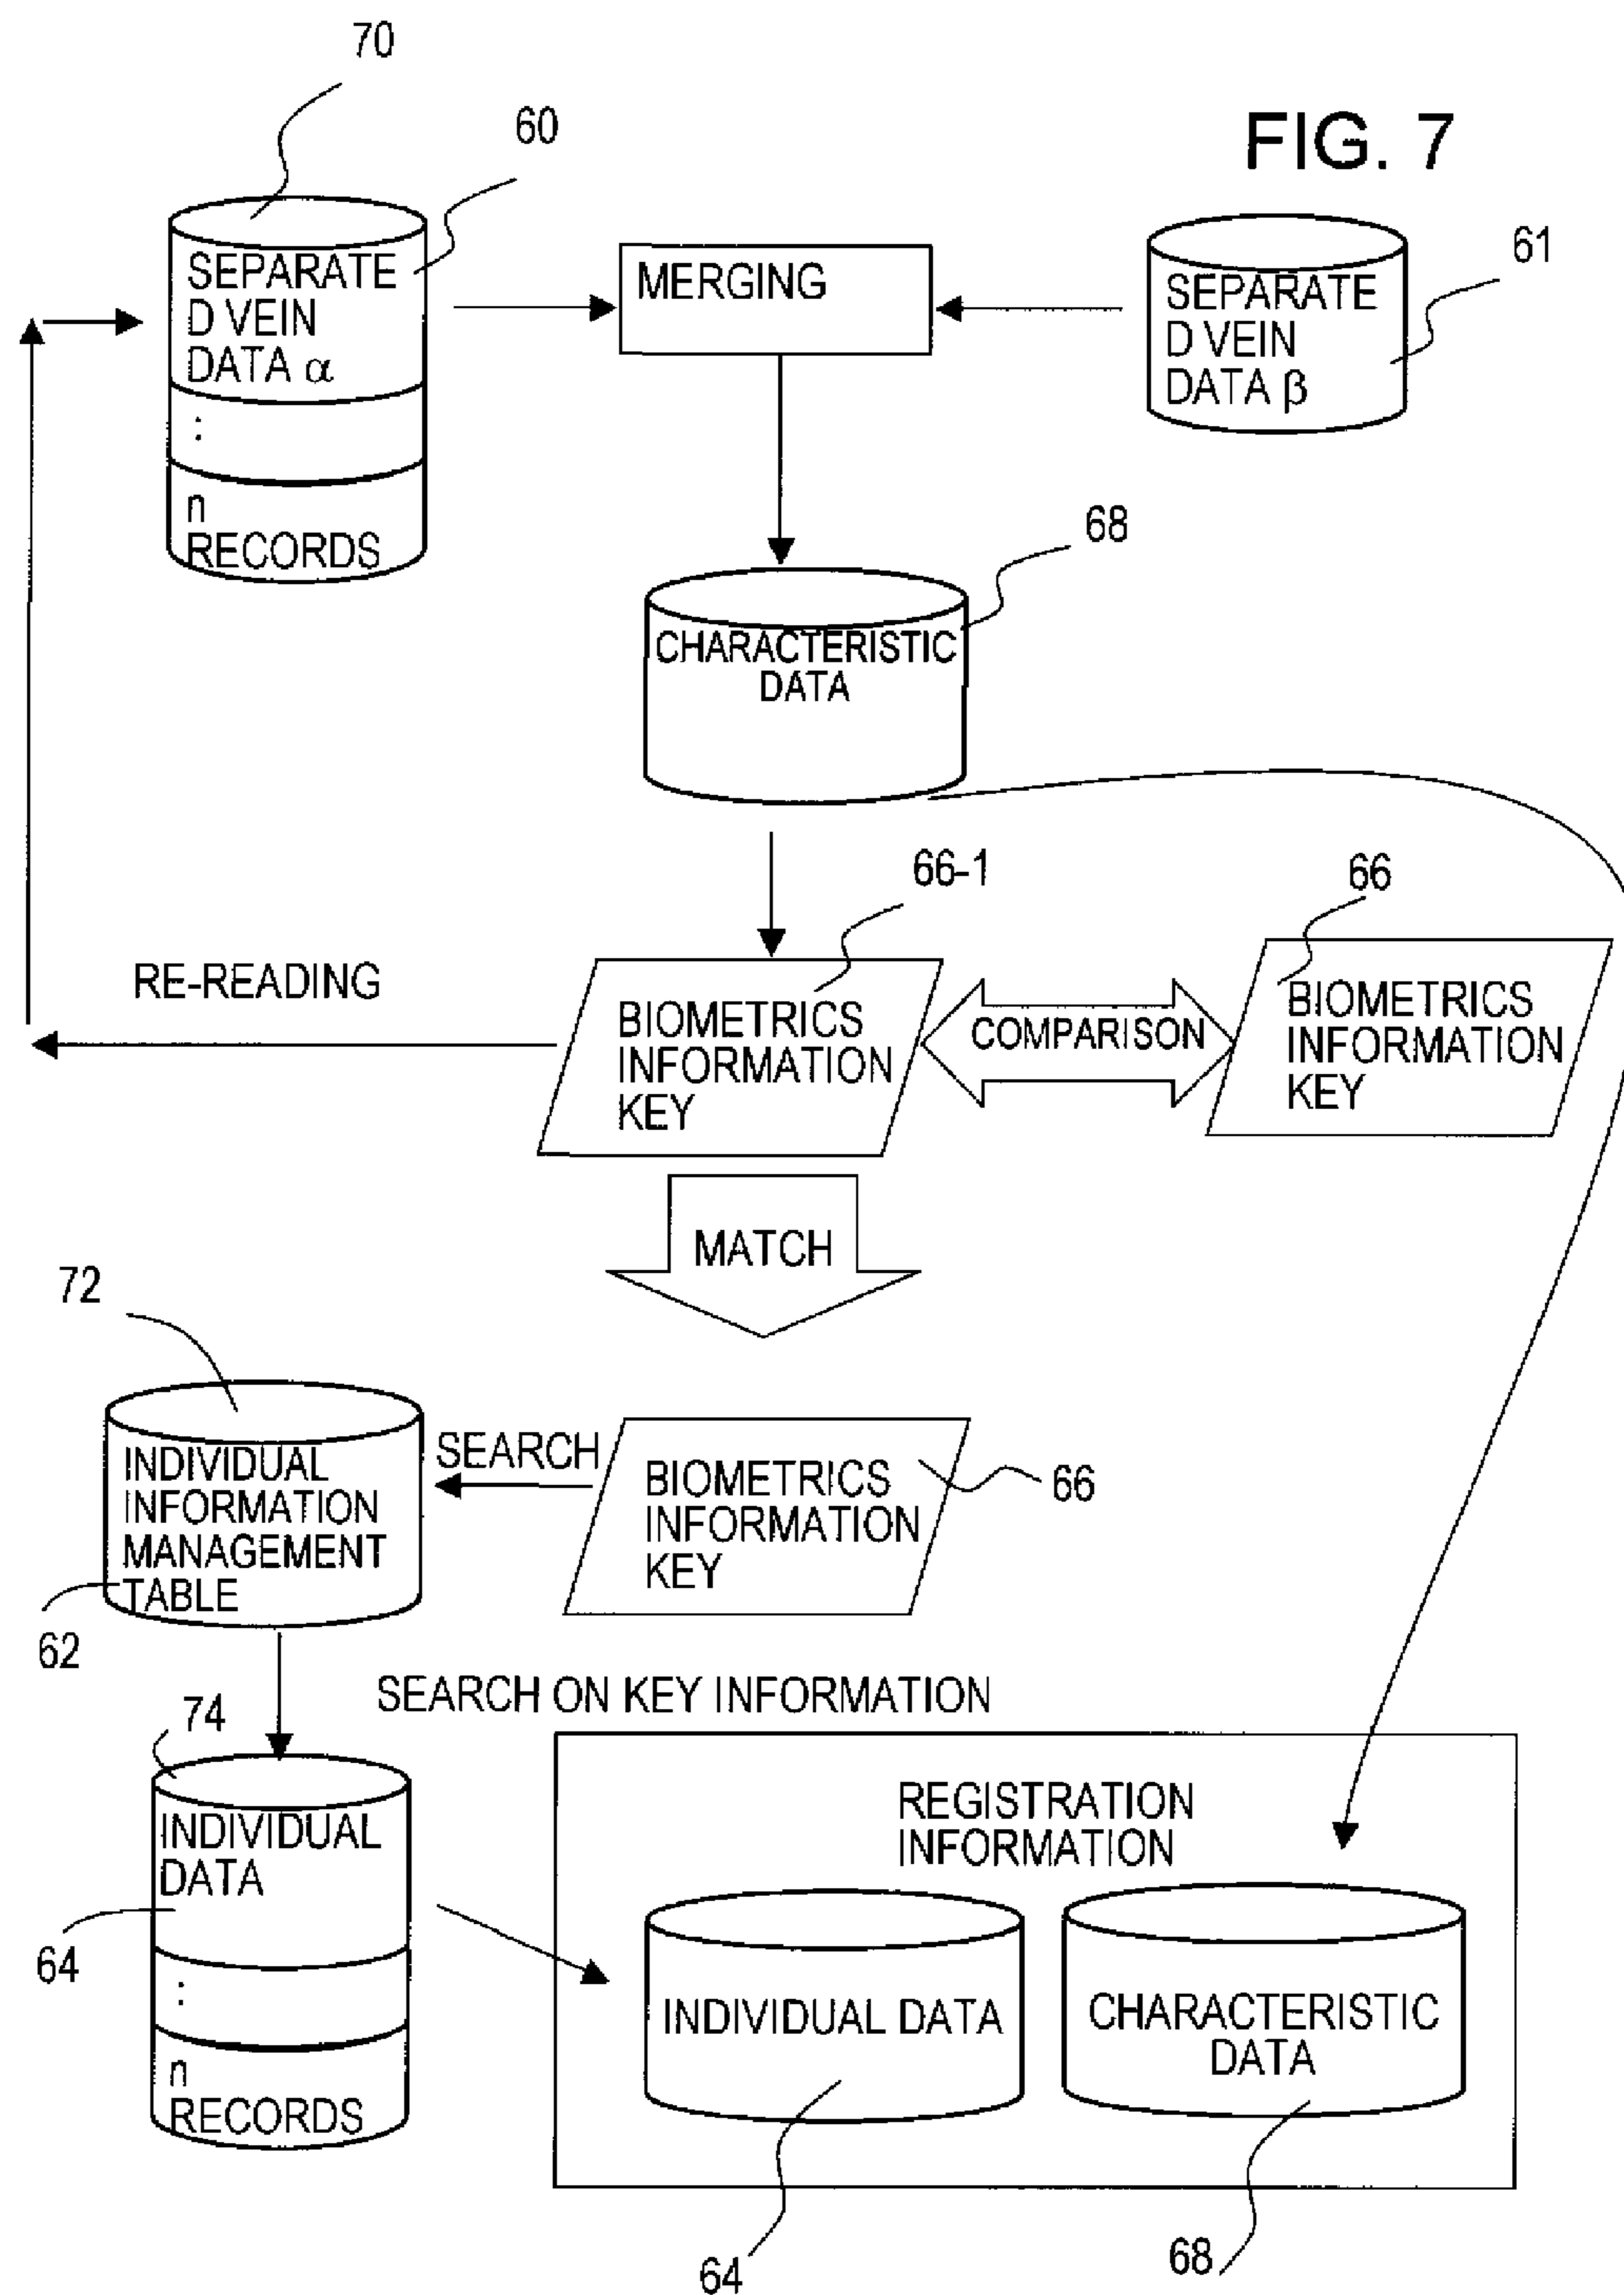 70
60
FIG. 7
SEPARATE
D VEIN
DATA α
:
n
RECORDS
MERGING
61
SEPARATE
D VEIN
DATA β
68
CHARACTERISTIC
DATA
66-1
66
RE-READING
BIOMETRICS
INFORMATION
KEY
COMPARISON
BIOMETRICS
INFORMATION
KEY
MATCH
72
INDIVIDUAL
INFORMATION
MANAGEMENT
TABLE
SEARCH
BIOMETRICS
INFORMATION
KEY
66
62
SEARCH ON KEY INFORMATION
74
INDIVIDUAL
DATA
64
:
n
RECORDS
REGISTRATION
INFORMATION
INDIVIDUAL DATA
CHARACTERISTIC
DATA
64
68